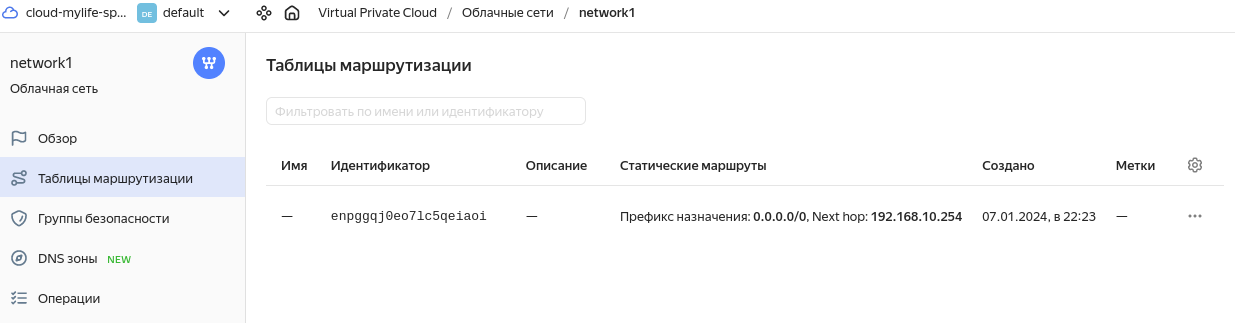 cloud-mylife-sp... DE default Virtual Private Cloud / Облачные сети / network1
network1
Облачная сеть
Обзор
Таблицы маршрутизации
Группы безопасности
DNS зоны NEW
Операции
Таблицы маршрутизации
Фильтровать по имени или идентификатору
Имя Идентификатор Описание Статические маршруты Создано Метки
— enpggqj0eo7lc5qeiaoi — Префикс назначения: 0.0.0.0/0, Next hop: 192.168.10.254 07.01.2024, в 22:23 —